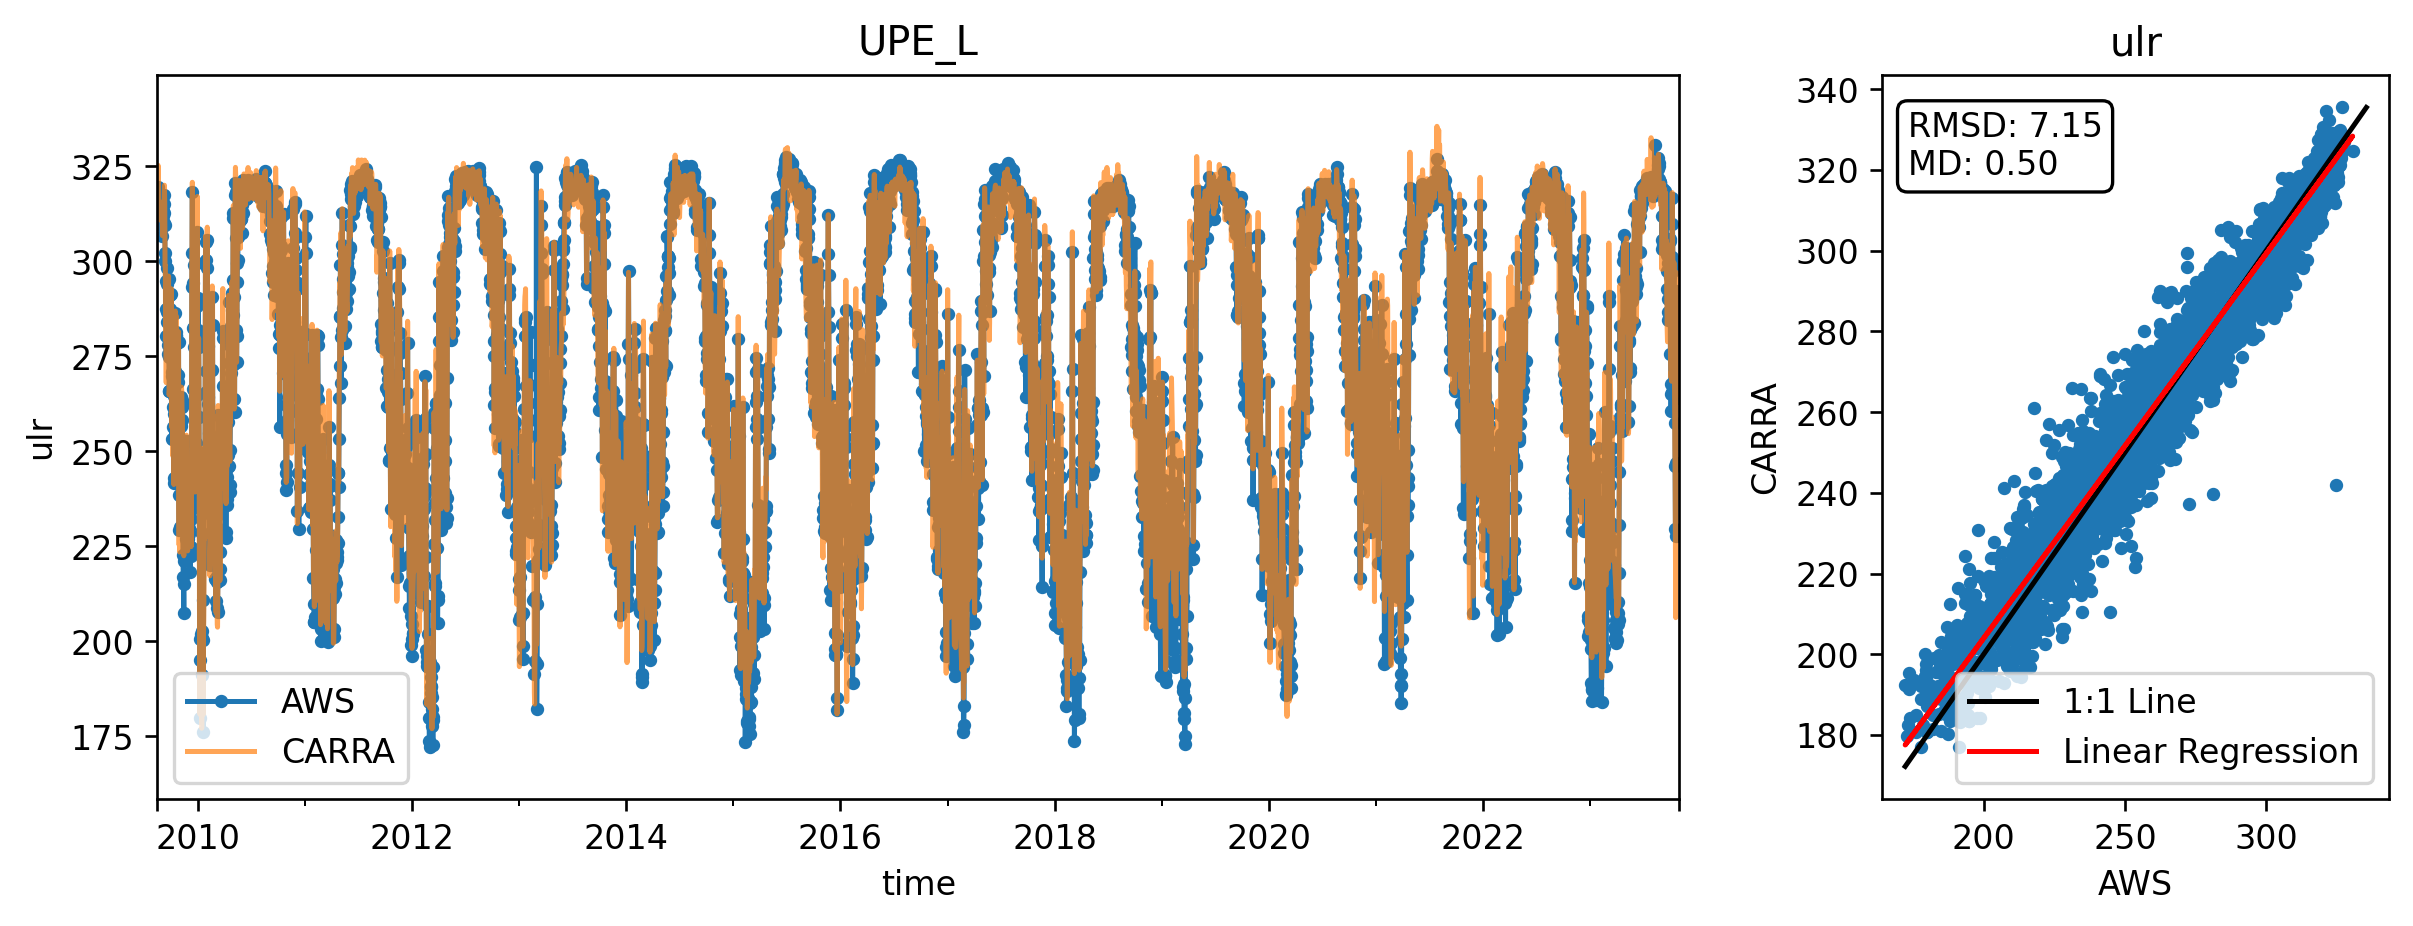 UPE_L
ulr
325
300
275
250
225
200
175
AWS
CARRA
2010 2012 2014 2016 2018 2020 2022
time
ulr
CARRA
340
320
300
280
260
240
220
200
180
RMSD: 7.15
MD: 0.50
1:1 Line
Linear Regression
200 250 300
AWS